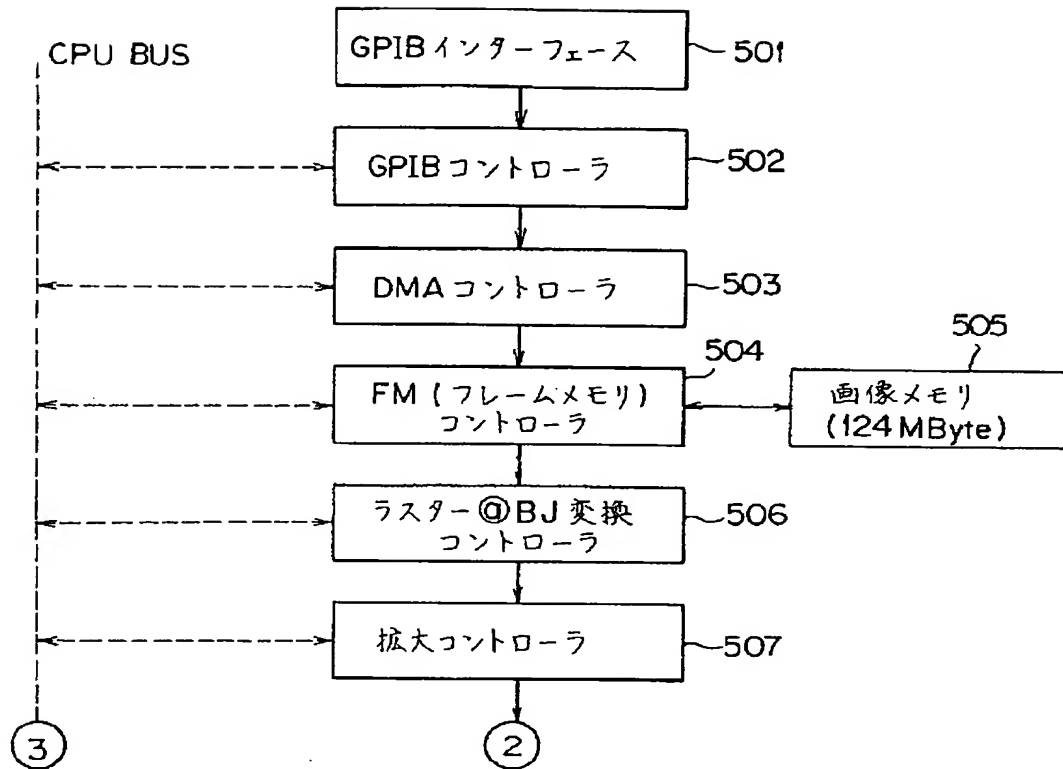 CPU BUS
GPIBインターフェース
501
GPIBコントローラ
502
DMAコントローラ
503
504
505
FM(フレームメモリ)
コントローラ
画像メモリ
(124MByte)
ラスター@BJ変換
コントローラ
506
拡大コントローラ
507
3
2